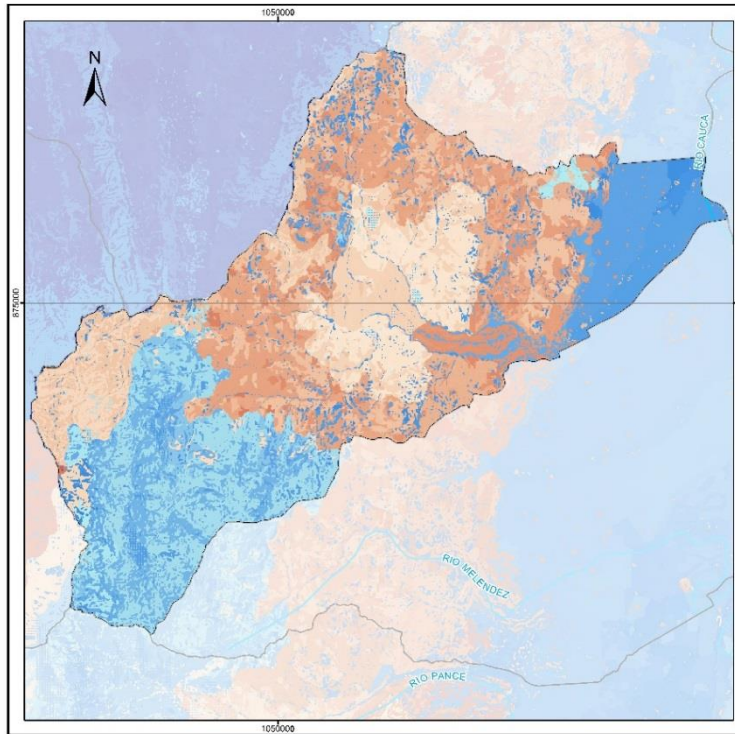 1050000
N
RIO CAUCA
875000
RIO MELENDEZ
RIO PANCE
1050000